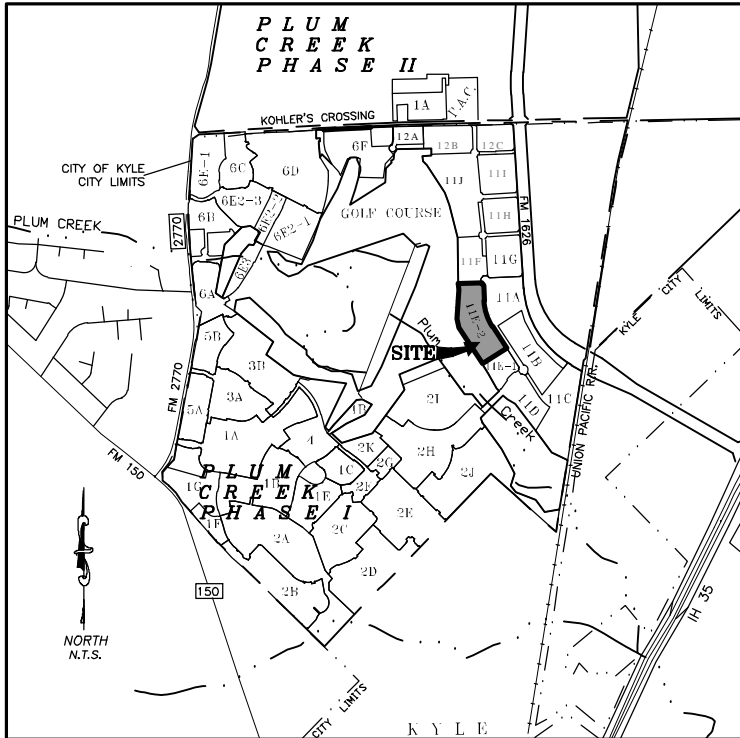 PLUM
CREEK
PHASE II
1A
P.A.C.
KOHLER'S CROSSING
12A
12B
12C
6F
6E-1
6C
6D
11J
11I
CITY OF KYLE
CITY LIMITS
6E2-3
6E2-2
6B
6E2-1
GOLF COURSE
11H
FM 1626
PLUM CREEK
2770
6E3
11F
11G
6A
11A
KYLE CITY LIMITS
5B
11E-2
Plum
Creek
SITE
11B
3B
11E-1
11C
FM 2770
3A
1D
2I
11D
5A
1A
4
2K
2H
UNION PACIFIC R.R.
FM 150
PLUM
CREEK
PHASE I
1C
2G
2J
1G
1B
1E
2F
1F
2C
2E
2A
2D
150
2B
IH 35
NORTH
N.T.S.
CITY LIMITS
KYLE